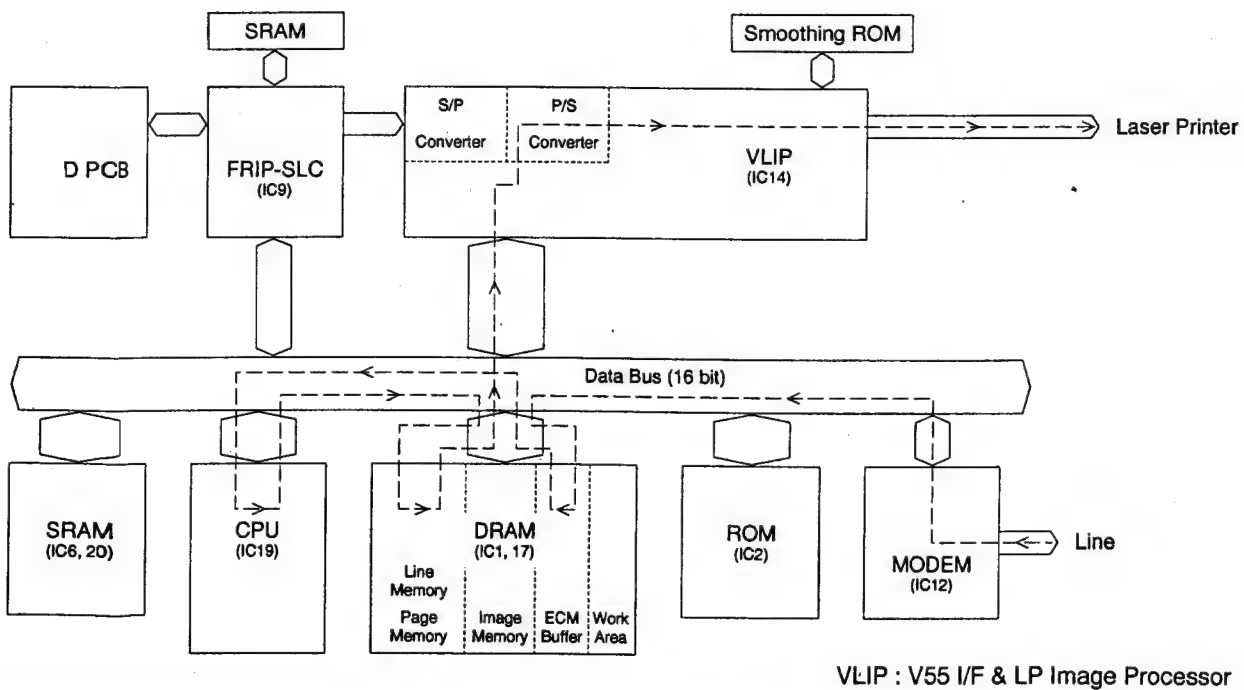 SRAM
Smoothing ROM
D PCB
FRIP-SLC
(IC9)
S/P
Converter
P/S
Converter
VLIP
(IC14)
Laser Printer
Data Bus (16 bit)
SRAM
(IC6, 20)
CPU
(IC19)
DRAM
(IC1, 17)
Line
Memory
Page
Memory
Image
Memory
ECM
Buffer
Work
Area
ROM
(IC2)
MODEM
(IC12)
Line
VLIP : V55 I/F & LP Image Processor